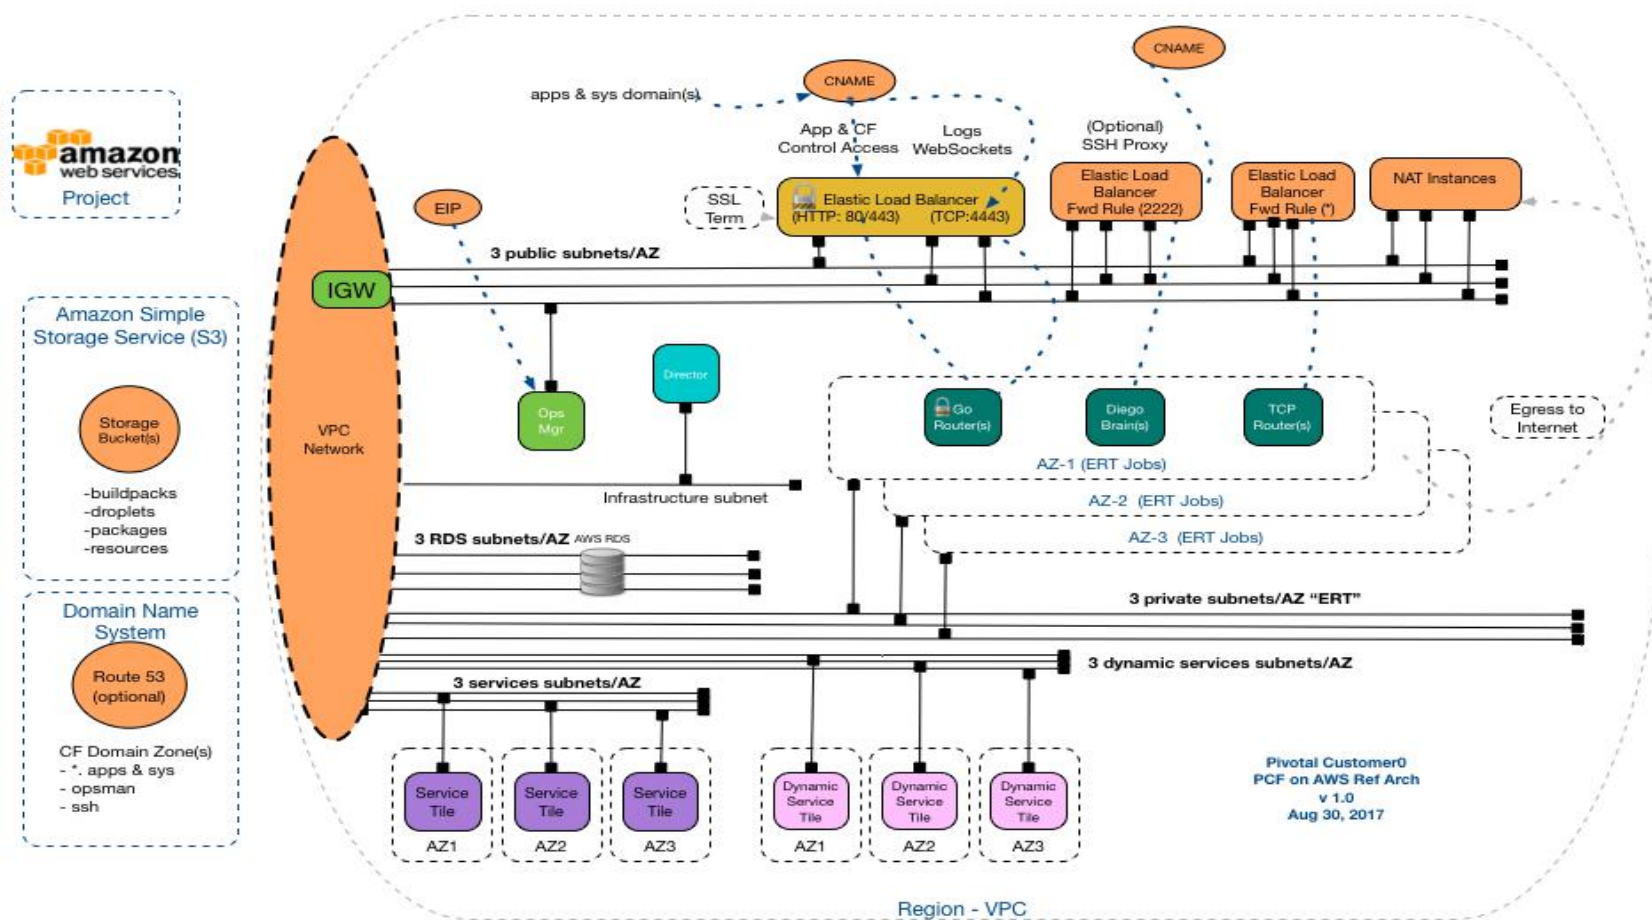 CNAME
CNAME
apps & sys domain(s)
amazon
web services
Project
App & CF
Control Access
Logs
WebSockets
(Optional)
SSH Proxy
SSL
Term
Elastic Load Balancer
(HTTP: 80/443) (TCP:4443)
Elastic Load
Balancer
Fwd Rule (2222)
Elastic Load
Balancer
Fwd Rule (*)
NAT Instances
EIP
3 public subnets/AZ
IGW
Amazon Simple
Storage Service (S3)
Storage
Bucket(s)
-buildpacks
-droplets
-packages
-resources
VPC
Network
Director
Ops
Mgr
Go
Router(s)
Diego
Brain(s)
TCP
Router(s)
Egress to
Internet
AZ-1 (ERT Jobs)
AZ-2 (ERT Jobs)
AZ-3 (ERT Jobs)
Infrastructure subnet
3 RDS subnets/AZ
AWS RDS
3 private subnets/AZ “ERT”
3 dynamic services subnets/AZ
3 services subnets/AZ
Domain Name
System
Route 53
(optional)
CF Domain Zone(s)
- *. apps & sys
- opsman
- ssh
Service
Tile
AZ1
Service
Tile
AZ2
Service
Tile
AZ3
Dynamic
Service
Tile
AZ1
Dynamic
Service
Tile
AZ2
Dynamic
Service
Tile
AZ3
Pivotal Customer0
PCF on AWS Ref Arch
v 1.0
Aug 30, 2017
Region - VPC